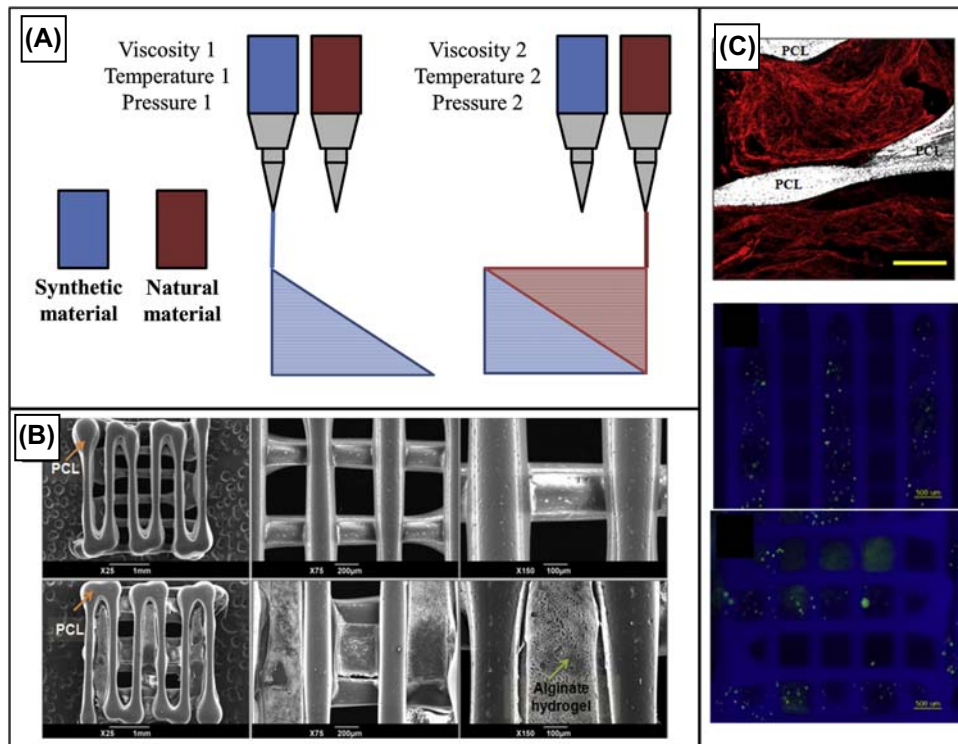 (A)
Viscosity 1
Temperature 1
Pressure 1
Viscosity 2
Temperature 2
Pressure 2
Synthetic
material
Natural
material
(B)
PCL
X25 1mm
X75 200µm
X150 100µm
PCL
Alginate
hydrogel
X25 1mm
X75 200µm
X150 100µm
(C)
PCL
PCL
PCL
500 um
500 um